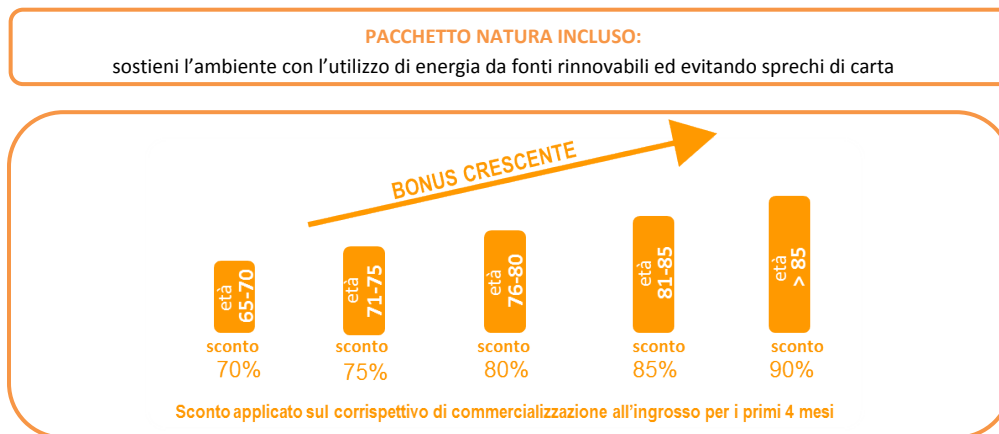 PACCHETTO NATURA INCLUSO:
sostieni l’ambiente con l’utilizzo di energia da fonti rinnovabili ed evitando sprechi di carta
BONUS CRESCENTE
età
65-70
età
71-75
età
76-80
età
81-85
età
> 85
sconto sconto sconto sconto sconto
70% 75% 80% 85% 90%
Sconto applicato sul corrispettivo di commercializzazione all’ingrosso per i primi 4 mesi